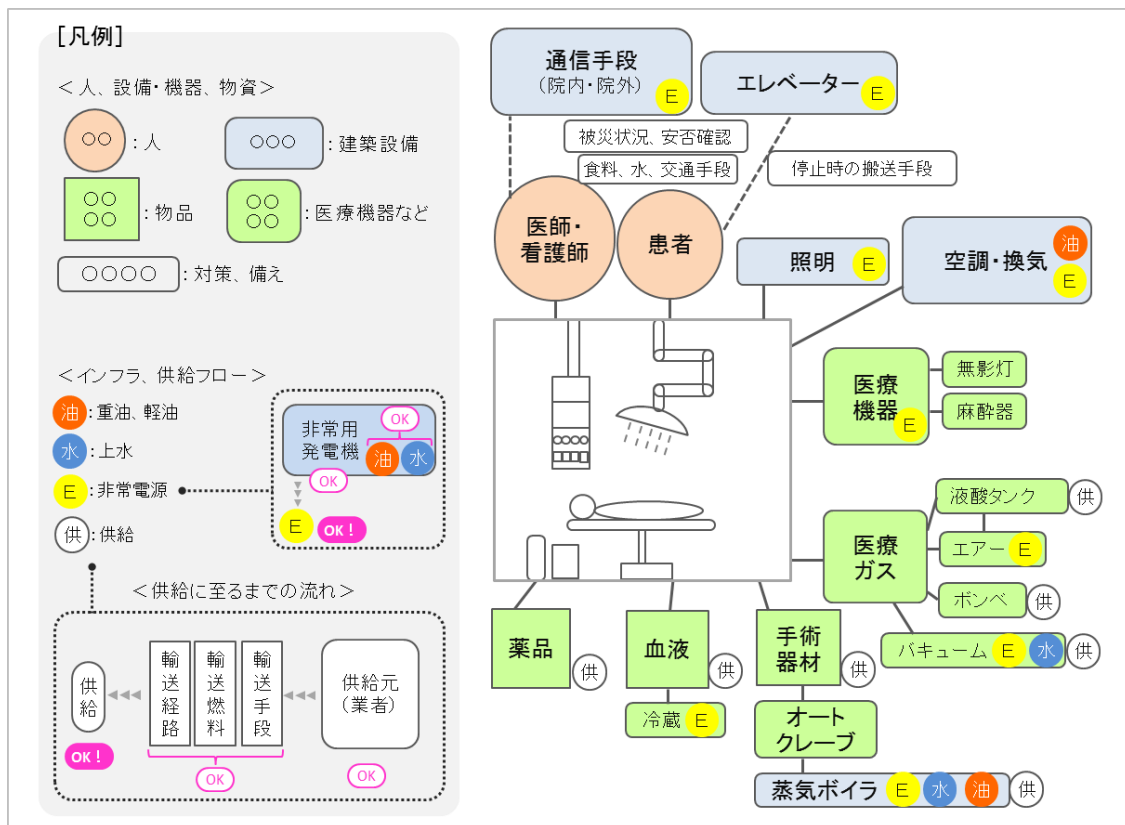 [凡例]
＜人、設備・機器、物資＞
○○
：人
○○○
：建築設備
○○
○○
：物品
○○
○○
：医療機器など
○○○○
：対策、備え
＜インフラ、供給フロー＞
油
：重油、軽油
水
：上水
E
：非常電源
供
：供給
非常用
発電機
OK
油
水
OK
E
OK！
＜供給に至るまでの流れ＞
供給
輸送経路
輸送燃料
輸送手段
供給元
(業者)
OK！
OK
OK
通信手段
(院内・院外)
E
エレベーター
E
被災状況、安否確認
食料、水、交通手段
停止時の搬送手段
医師・
看護師
患者
照明
E
空調・換気
油
E
医療
機器
E
無影灯
麻酔器
医療
ガス
液酸タンク
供
エアー
E
ボンベ
供
バキューム
E
水
供
薬品
供
血液
供
冷蔵
E
手術
器材
供
オート
クレーブ
蒸気ボイラ
E
水
油
供